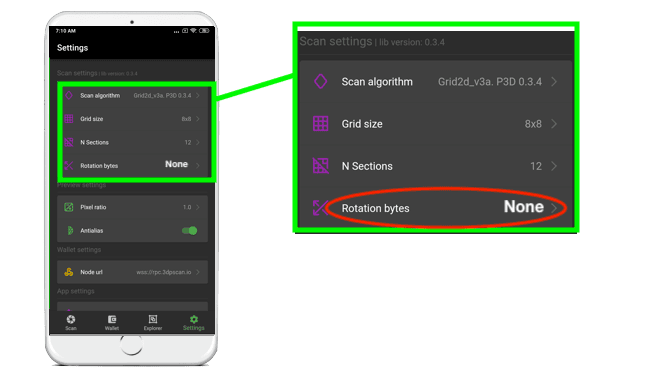 7:10 AM
Settings
Scan settings | lib version: 0.3.4
Scan algorithm Grid2d_v3a. P3D 0.3.4
Grid size 8x8
N Sections 12
Rotation bytes None
Preview settings
Pixel ratio 1.0
Antialias
Wallet settings
Node url wss://rpc.3dpscan.io
App settings
Scan Wallet Explorer Settings
Scan settings | lib version: 0.3.4
Scan algorithm Grid2d_v3a. P3D 0.3.4
Grid size 8x8
N Sections 12
Rotation bytes None